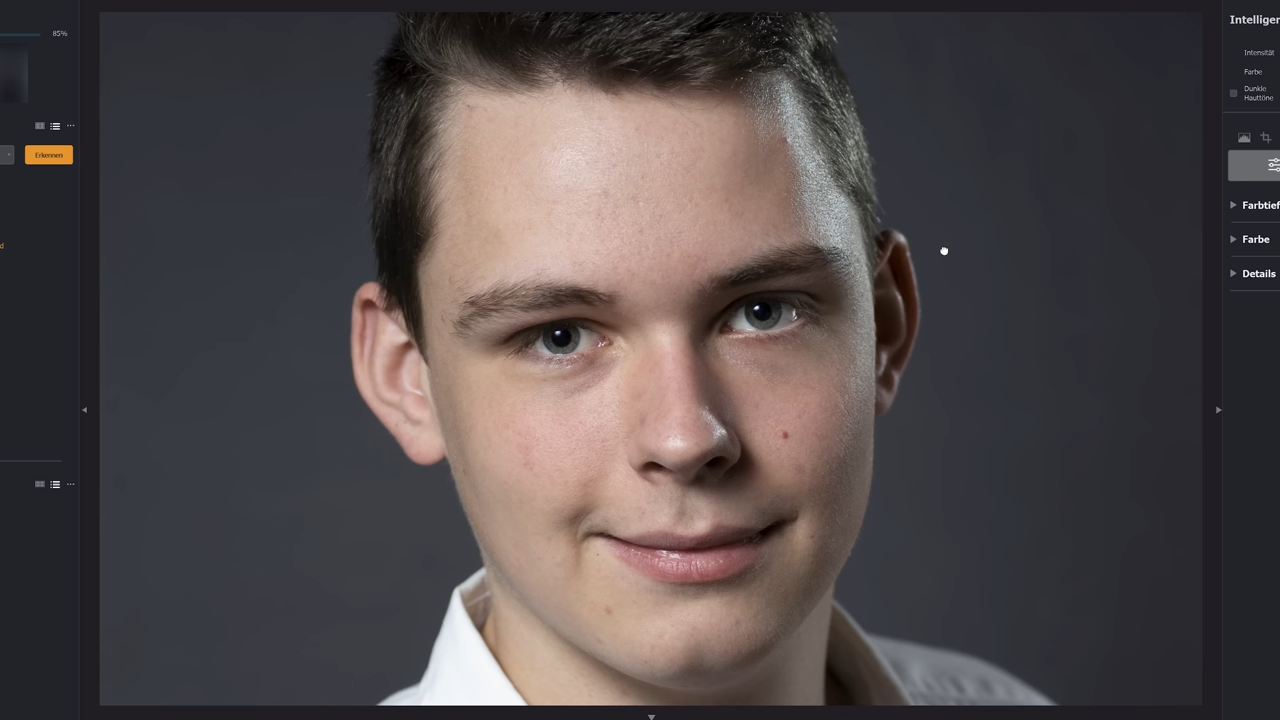 85%
Erkennen
d
Intelliger
Intensität
Farbe
Dunkle
Hauttöne
Farbtief
Farbe
Details